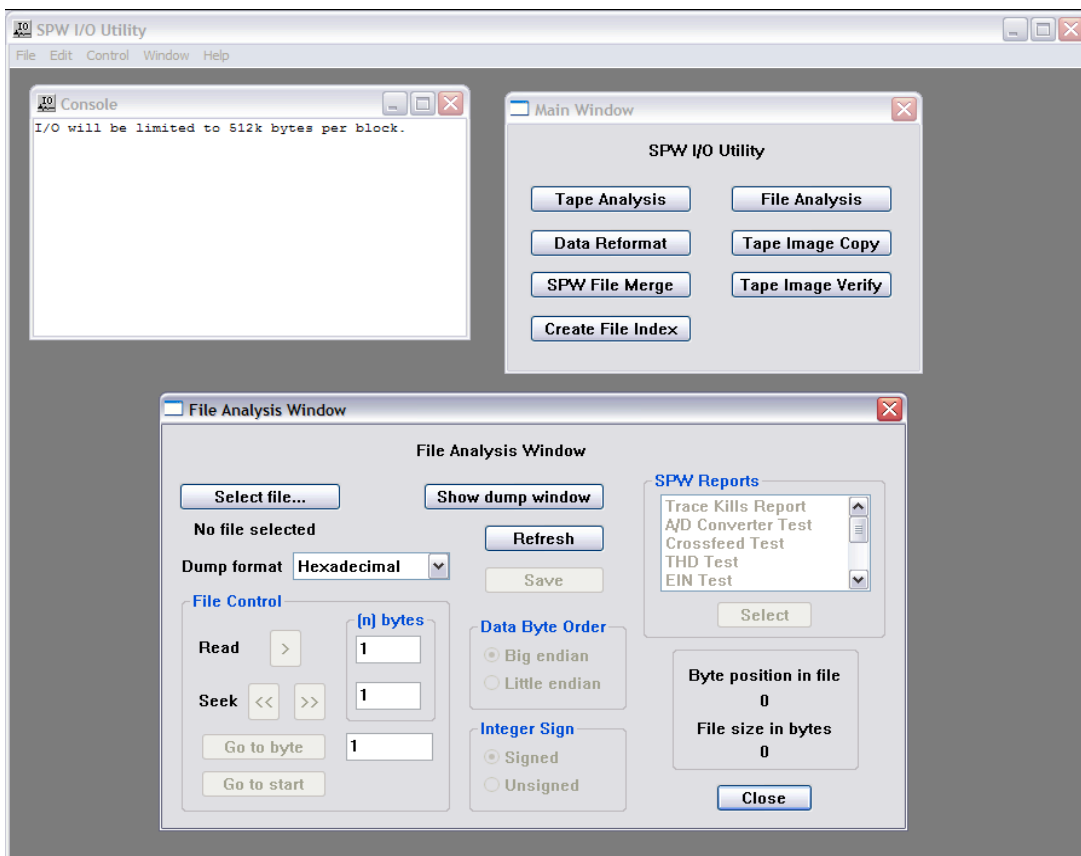 SPW I/O Utility
File Edit Control Window Help
IO Console
I/O will be limited to 512k bytes per block.
Main Window
SPW I/O Utility
Tape Analysis File Analysis
Data Reformat Tape Image Copy
SPW File Merge Tape Image Verify
Create File Index
File Analysis Window
File Analysis Window
Select file... Show dump window
No file selected
Refresh
Dump format Hexadecimal
Save
File Control
(n) bytes
Read > 1
Seek << >> 1
Go to byte 1
Go to start
Data Byte Order
Big endian
Little endian
Integer Sign
Signed
Unsigned
SPW Reports
Trace Kills Report
A/D Converter Test
Crossfeed Test
THD Test
EIN Test
Select
Byte position in file
0
File size in bytes
0
Close